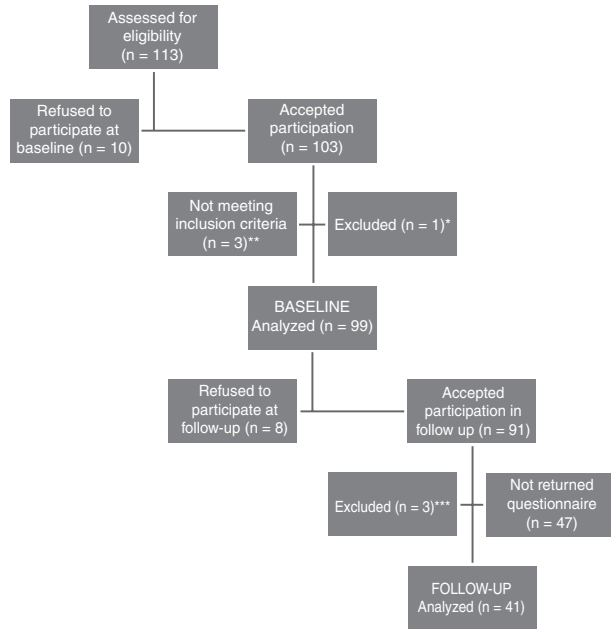 Assessed for
eligibility
(n = 113)
Refused to
participate at
baseline (n = 10)
Accepted
participation
(n = 103)
Not meeting
inclusion criteria
(n = 3)**
Excluded (n = 1)*
BASELINE
Analyzed (n = 99)
Refused to
participate at
follow-up (n = 8)
Accepted
participation in
follow up (n = 91)
Excluded (n = 3)***
Not returned
questionnaire
(n = 47)
FOLLOW-UP
Analyzed (n = 41)